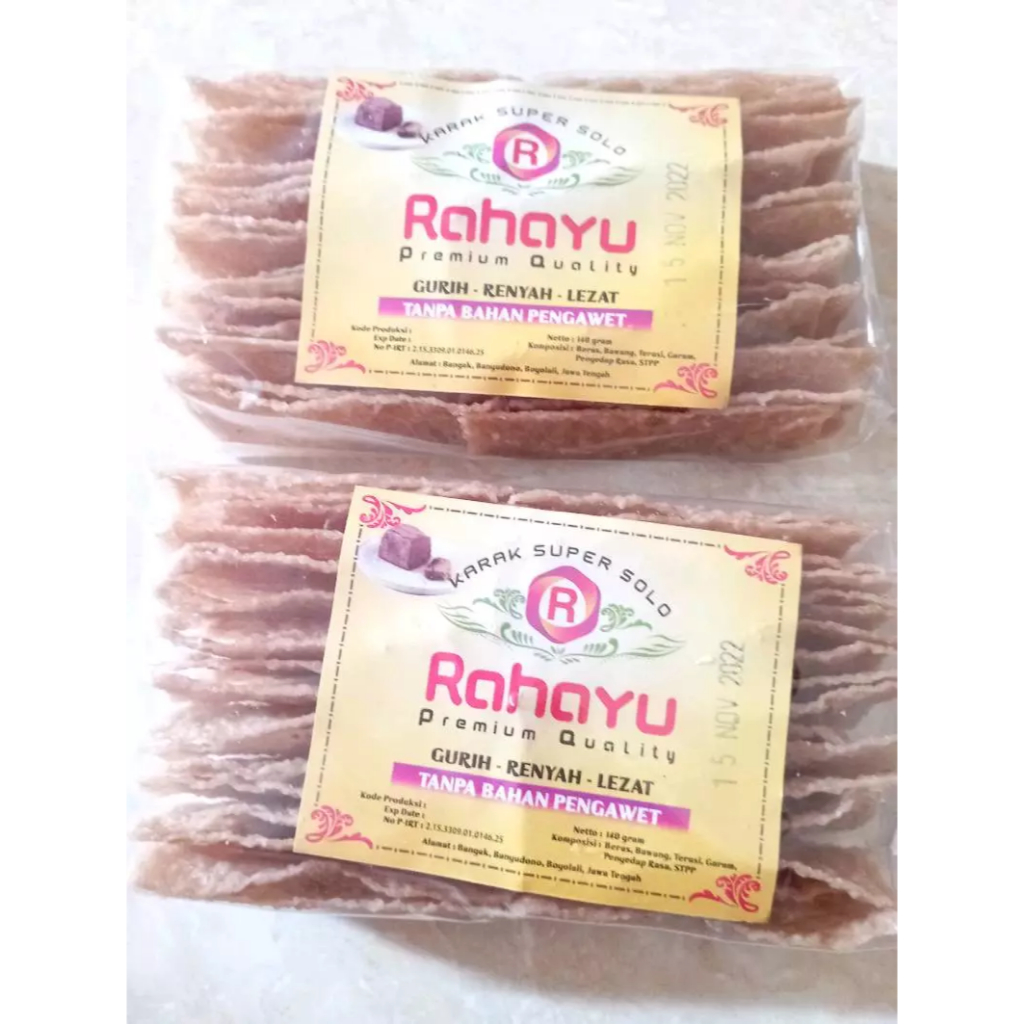 KARAK SUPER SOLO
R
Rahayu
Premium Quality
GURIH - RENYAH - LEZAT
TANPA BAHAN PENGAWET
Kode Produksi :
Exp Date :
No P-IRT : 2.15.3309.01.0146.25
Netto : 140 gram
Komposisi : Beras, Bawang, Terasi, Garam,
Penyedap Rasa, STPP
Alamat : Bangak, Banyudono, Boyolali, Jawa Tengah
15 NOV 2022
KARAK SUPER SOLO
R
Rahayu
Premium Quality
GURIH - RENYAH - LEZAT
TANPA BAHAN PENGAWET
Kode Produksi :
Exp Date :
No P-IRT : 2.15.3309.01.0146.25
Netto : 140 gram
Komposisi : Beras, Bawang, Terasi, Garam,
Penyedap Rasa, STPP
Alamat : Bangak, Banyudono, Boyolali, Jawa Tengah
15 NOV 2022